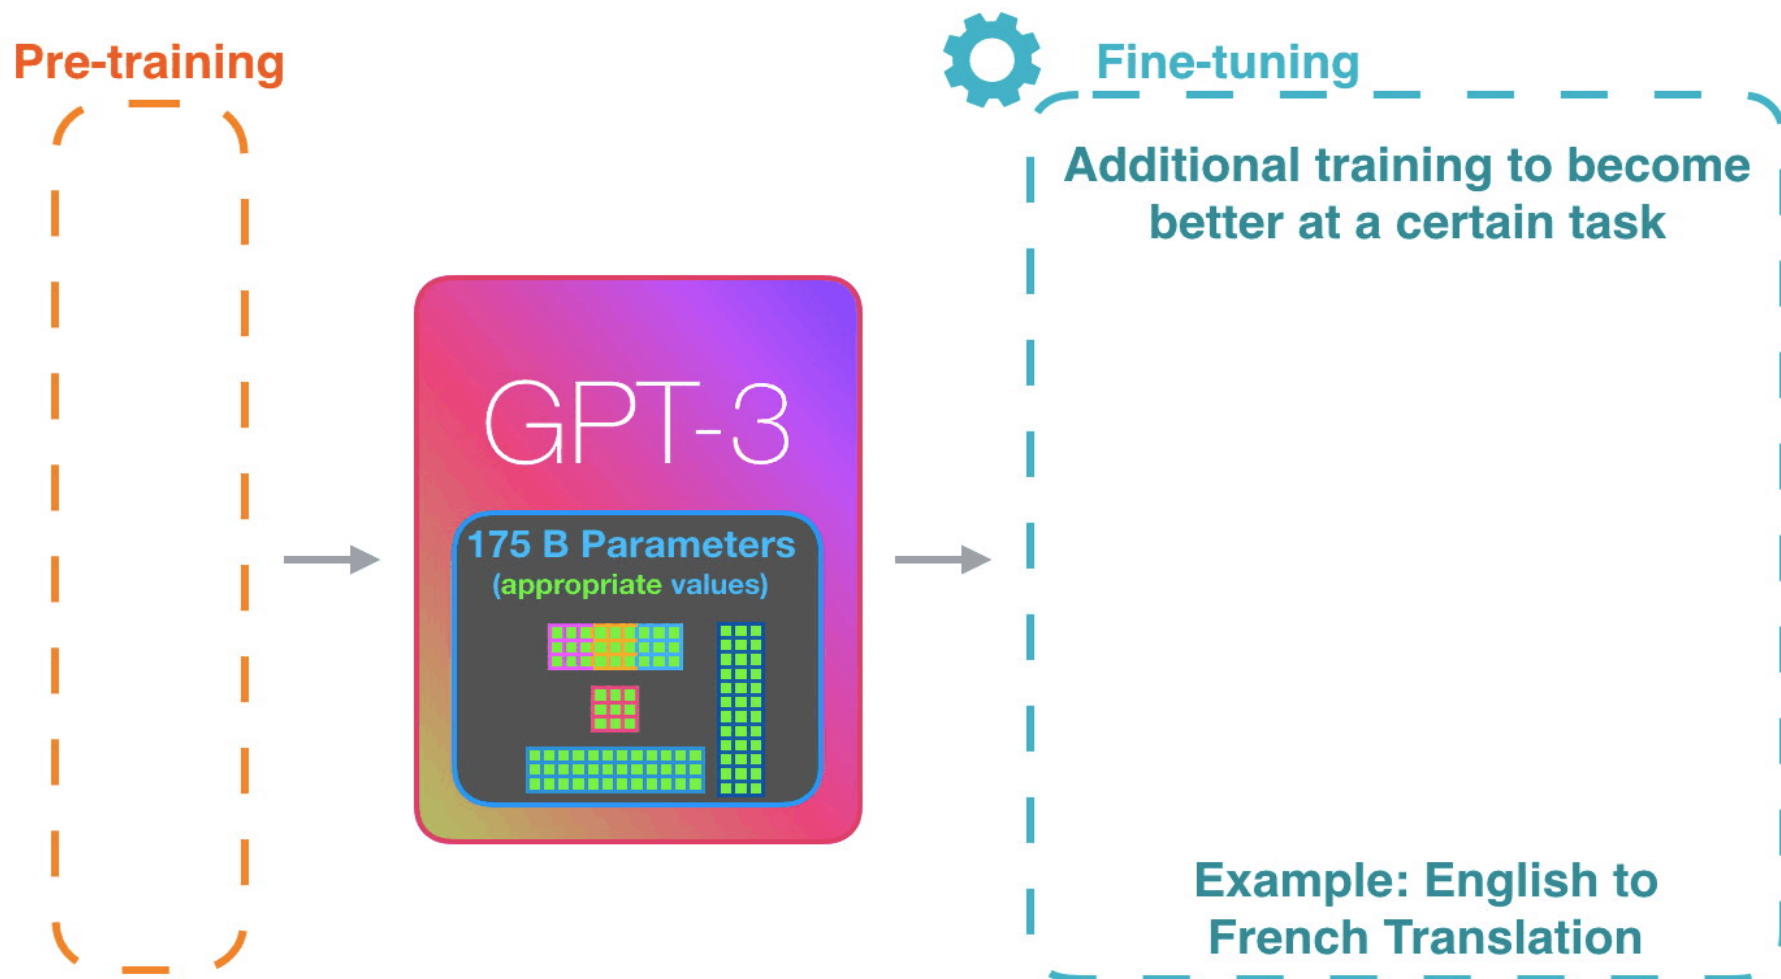 Pre-training
Fine-tuning
Additional training to become
better at a certain task
GPT-3
175 B Parameters
(appropriate values)
Example: English to
French Translation